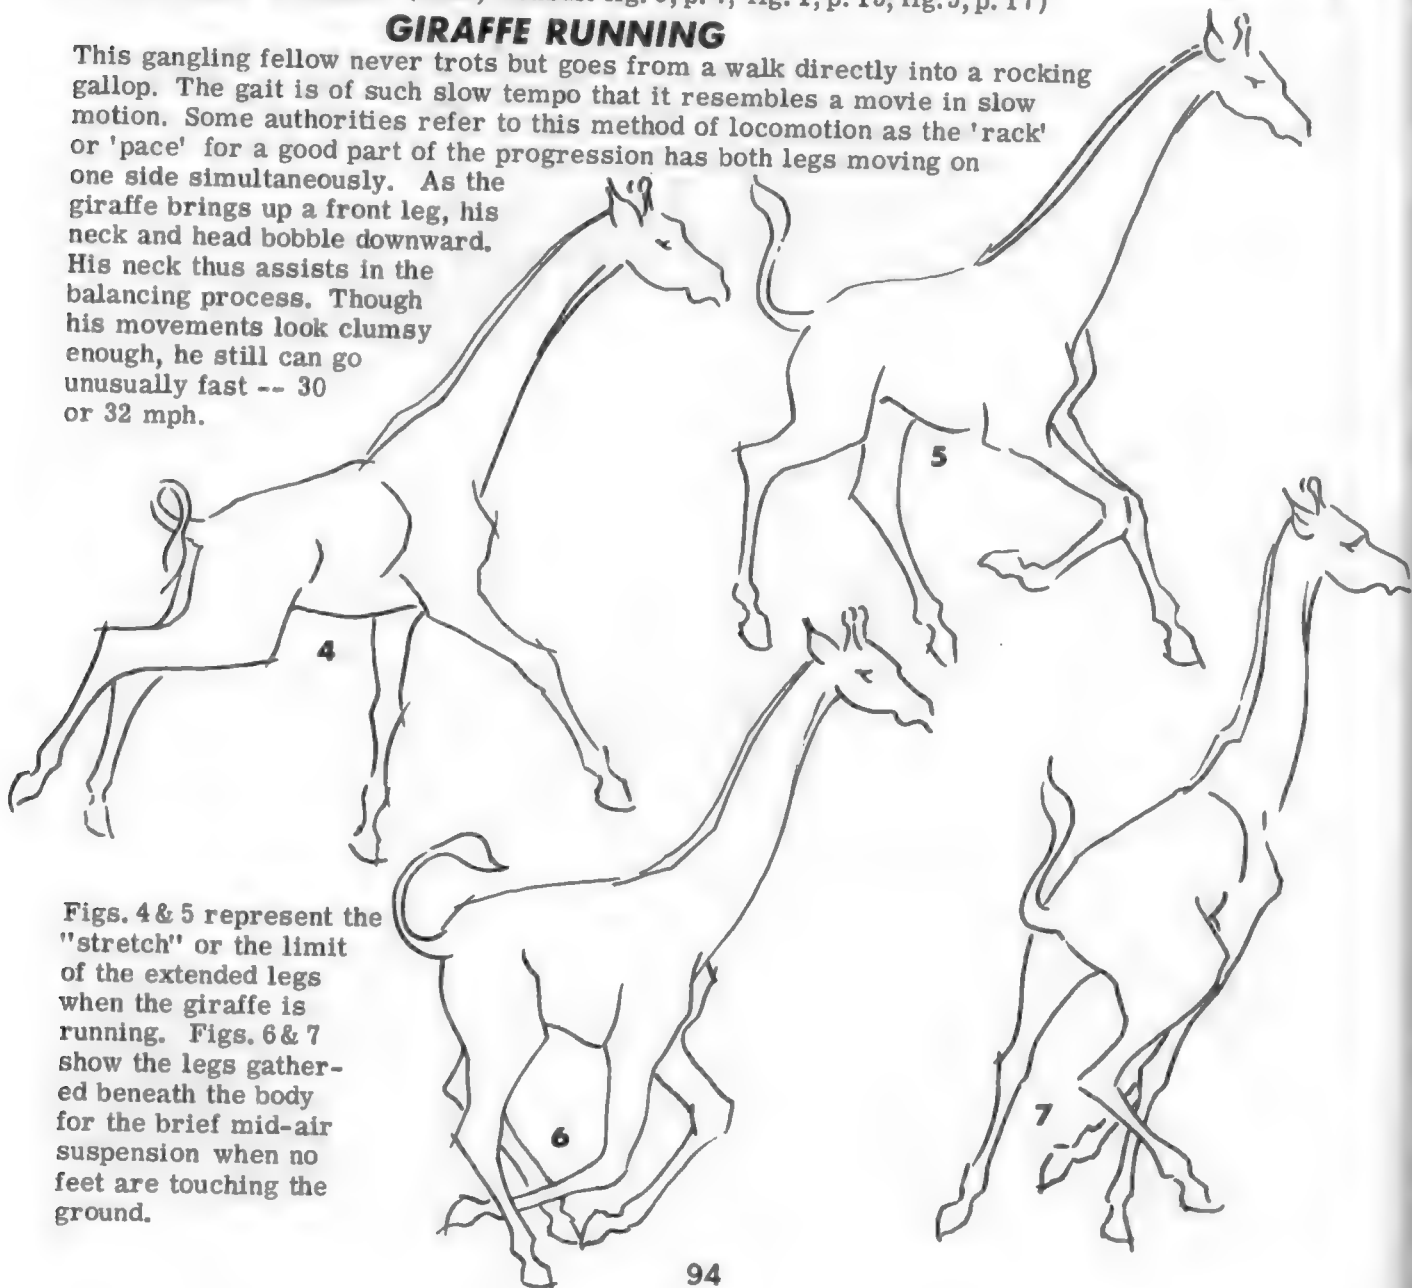 GIRAFFE RUNNING
This gangling fellow never trots but goes from a walk directly into a rocking
gallop. The gait is of such slow tempo that it resembles a movie in slow
motion. Some authorities refer to this method of locomotion as the 'rack'
or 'pace' for a good part of the progression has both legs moving on
one side simultaneously. As the
giraffe brings up a front leg, his
neck and head bobble downward.
His neck thus assists in the
balancing process. Though
his movements look clumsy
enough, he still can go
unusually fast -- 30
or 32 mph.
5
4
Figs. 4 & 5 represent the
"stretch" or the limit
of the extended legs
when the giraffe is
running. Figs. 6 & 7
show the legs gather-
ed beneath the body
for the brief mid-air
suspension when no
feet are touching the
ground.
6
7
94